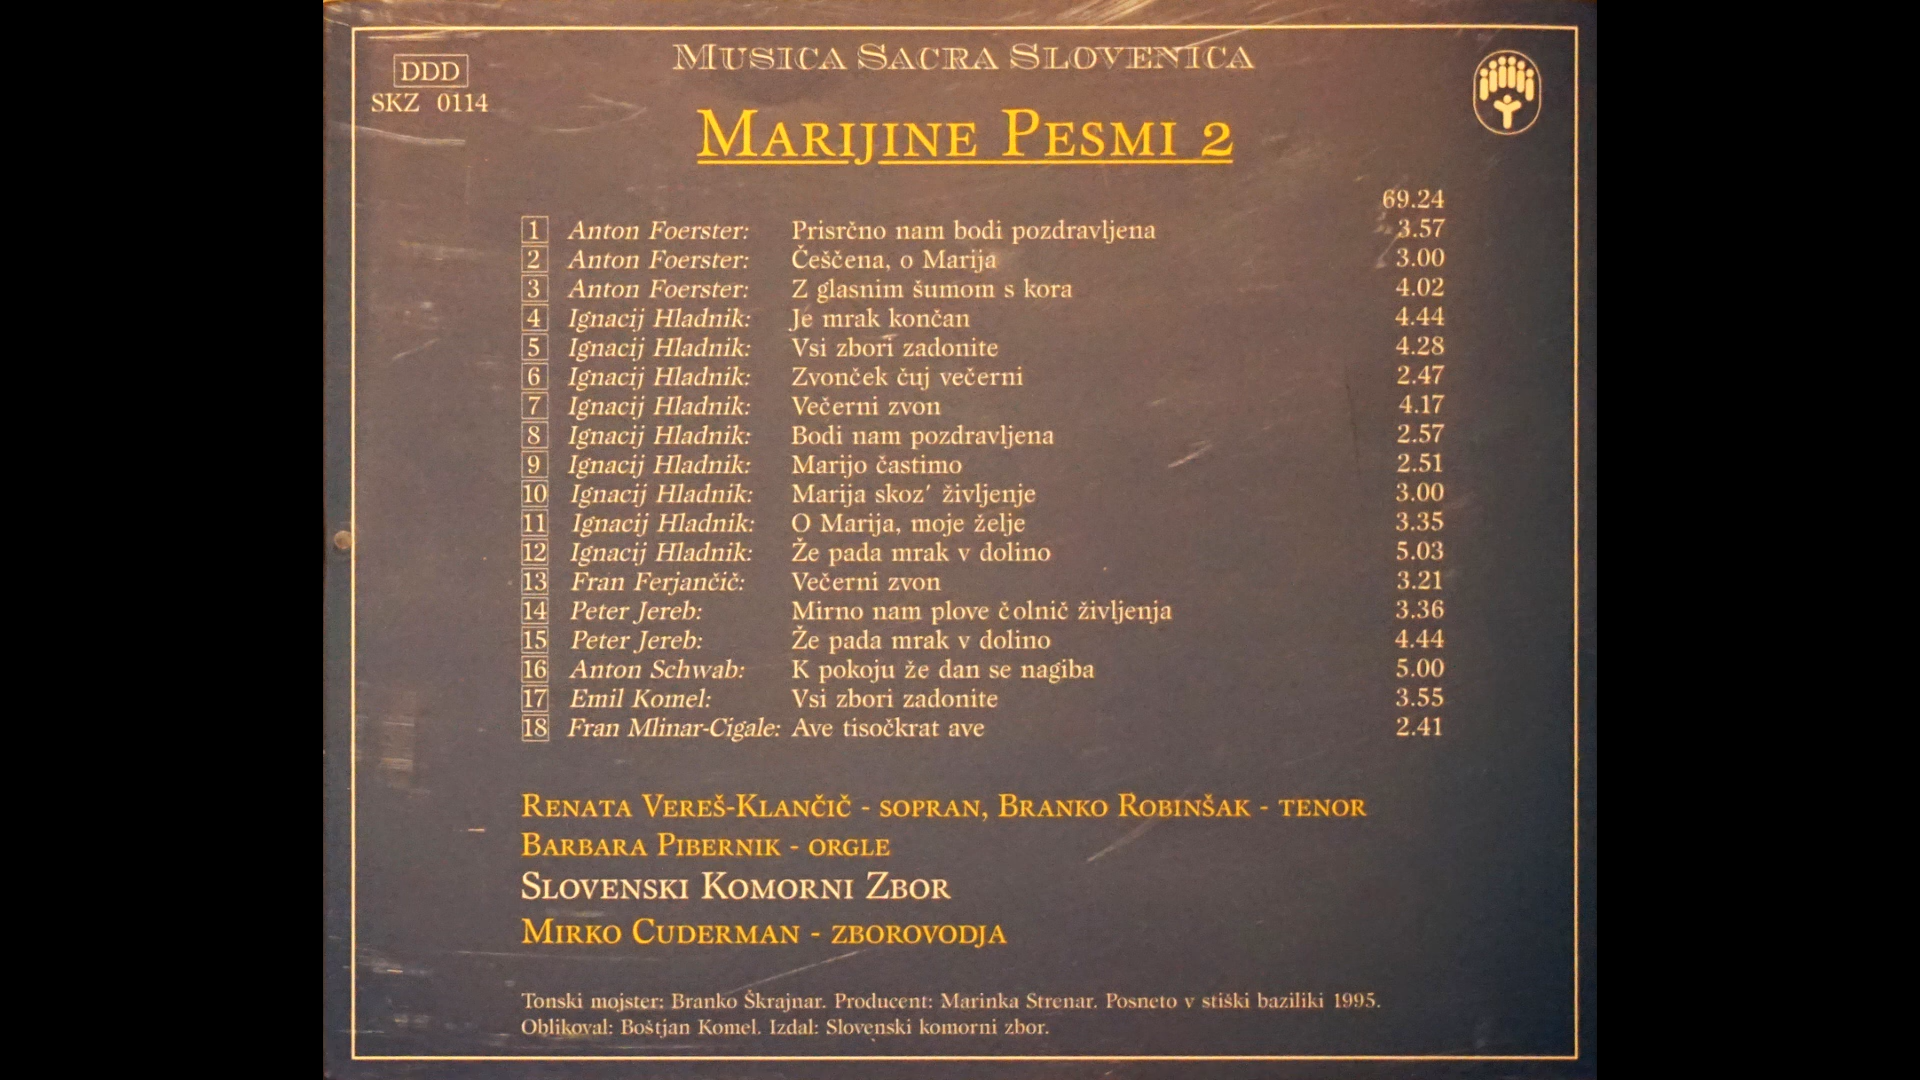 DDD
SKZ 0114
MUSICA SACRA SLOVENICA
MARIJINE PESMI 2
69.24
1 Anton Foerster: Prisrčno nam bodi pozdravljena 3.57
2 Anton Foerster: Češčena, o Marija 3.00
3 Anton Foerster: Z glasnim šumom s kora 4.02
4 Ignacij Hladnik: Je mrak končan 4.44
5 Ignacij Hladnik: Vsi zbori zadonite 4.28
6 Ignacij Hladnik: Zvonček čuj večerni 2.47
7 Ignacij Hladnik: Večerni zvon 4.17
8 Ignacij Hladnik: Bodi nam pozdravljena 2.57
9 Ignacij Hladnik: Marijo častimo 2.51
10 Ignacij Hladnik: Marija skoz' življenje 3.00
11 Ignacij Hladnik: O Marija, moje želje 3.35
12 Ignacij Hladnik: Že pada mrak v dolino 5.03
13 Fran Ferjančič: Večerni zvon 3.21
14 Peter Jereb: Mirno nam plove čolnič življenja 3.36
15 Peter Jereb: Že pada mrak v dolino 4.44
16 Anton Schwab: K pokoju že dan se nagiba 5.00
17 Emil Komel: Vsi zbori zadonite 3.55
18 Fran Mlinar-Cigale: Ave tisočkrat ave 2.41
RENATA VEREŠ-KLANČIČ - SOPRAN, BRANKO ROBINŠAK - TENOR
BARBARA PIBERNIK - ORGLE
SLOVENSKI KOMORNI ZBOR
MIRKO CUDERMAN - ZBOROVODJA
Tonski mojster: Branko Škrajnar. Producent: Marinka Strenar. Posneto v stiški baziliki 1995.
Oblikoval: Boštjan Komel. Izdal: Slovenski komorni zbor.